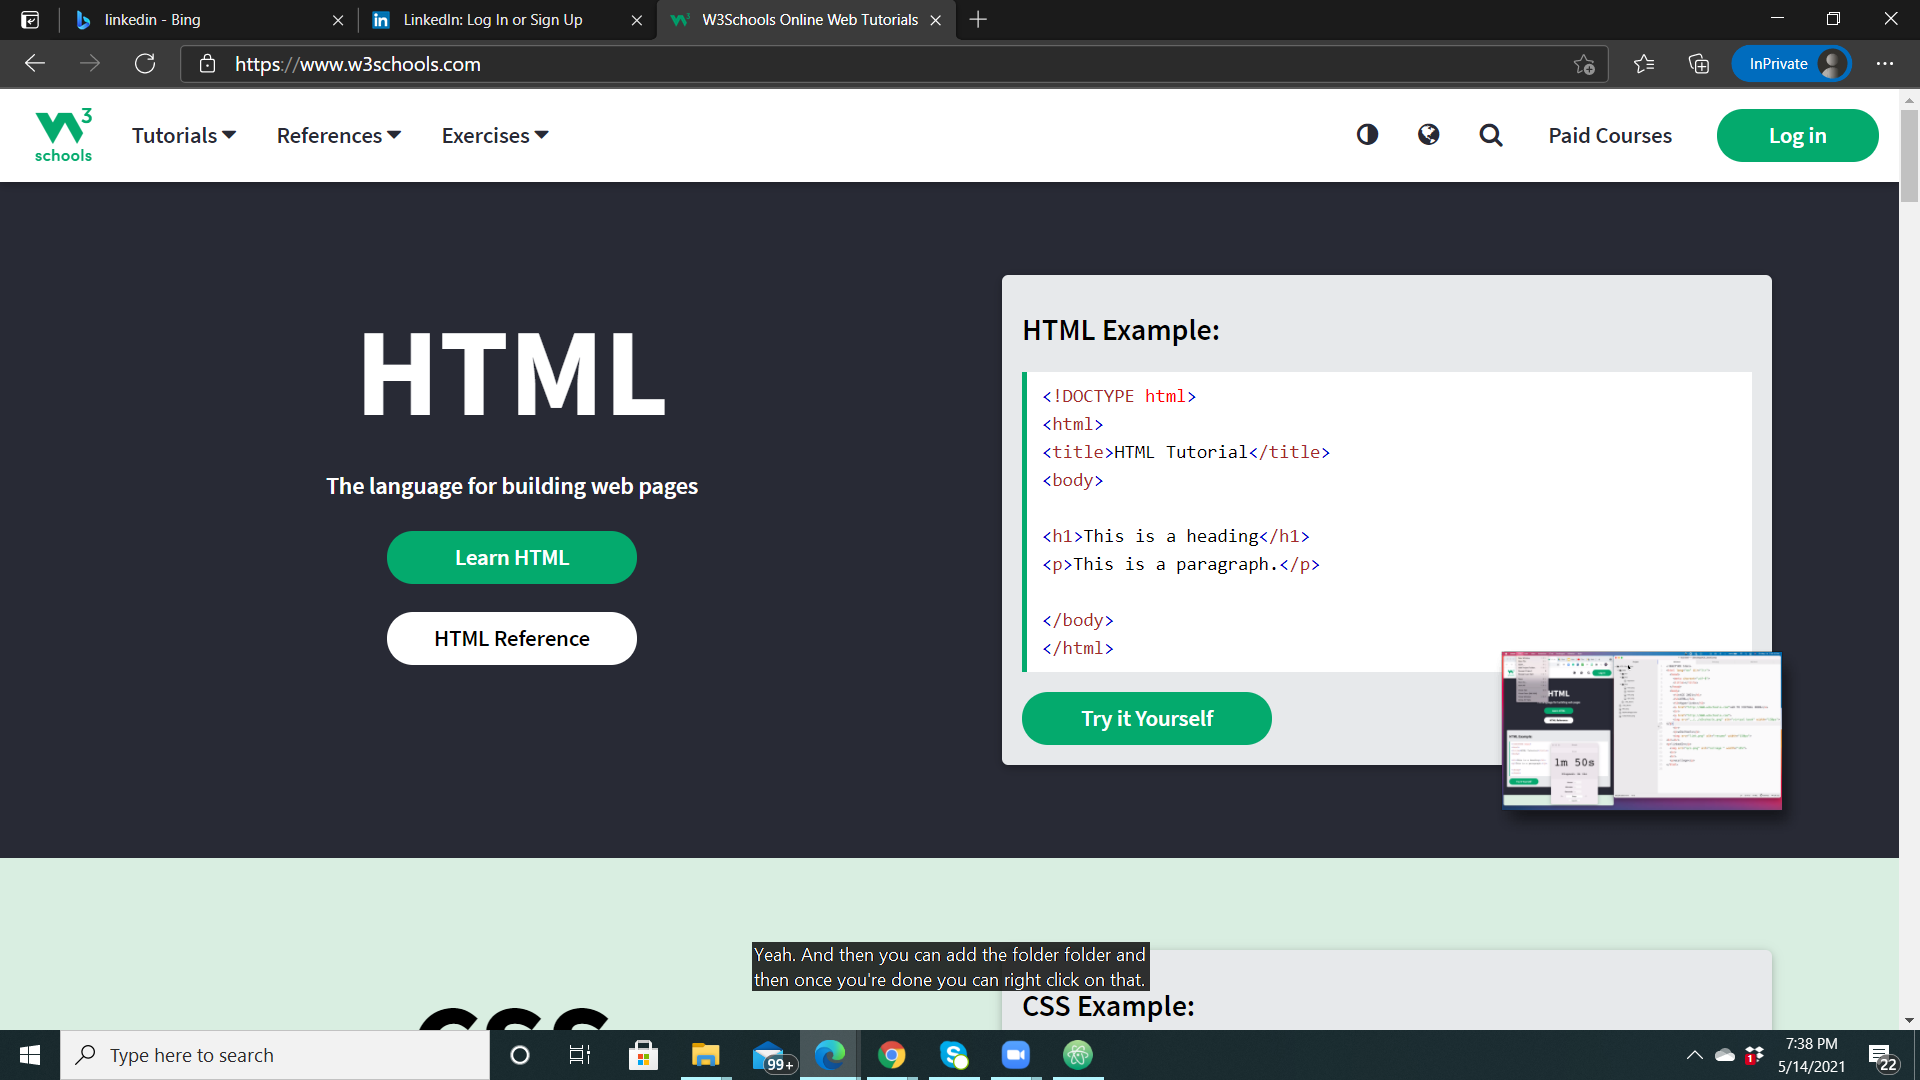 linkedin - Bing
LinkedIn: Log In or Sign Up
W3Schools Online Web Tutorials
https://www.w3schools.com
InPrivate
3
schools
Tutorials
References
Exercises
Paid Courses
Log in
HTML
The language for building web pages
Learn HTML
HTML Reference
HTML Example:
<!DOCTYPE html>
<html>
<title>HTML Tutorial</title>
<body>
<h1>This is a heading</h1>
<p>This is a paragraph.</p>
</body>
</html>
Try it Yourself
HTML
1m 50s
Yeah. And then you can add the folder folder and
then once you're done you can right click on that.
CSS
CSS Example:
Type here to search
99+
1
7:38 PM
5/14/2021
22